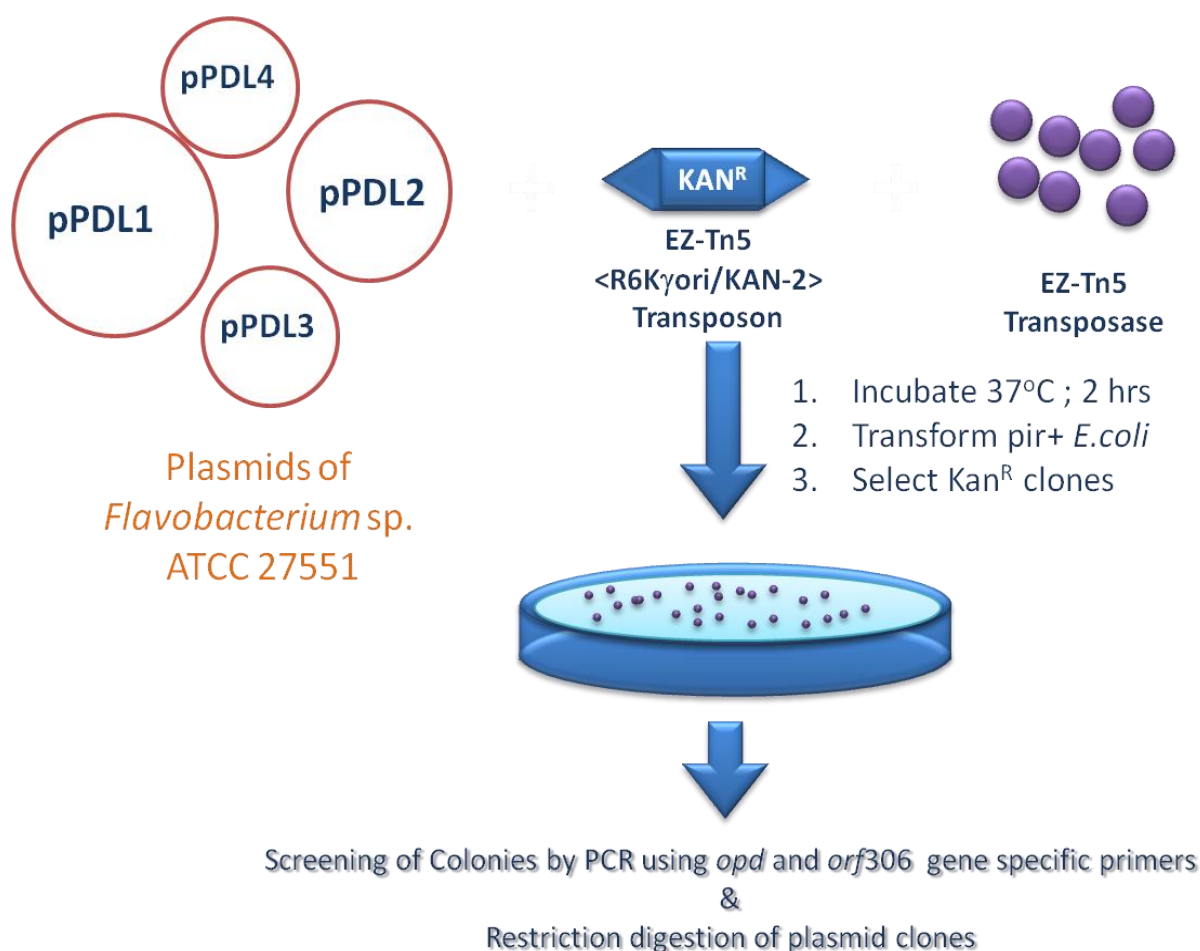 pPDL4
pPDL1
pPDL2
pPDL3
Plasmids of
Flavobacterium sp.
ATCC 27551
KANᴿ
EZ-Tn5
<R6Kγori/KAN-2>
Transposon
EZ-Tn5
Transposase
1. Incubate 37°C ; 2 hrs
2. Transform pir+ E.coli
3. Select Kanᴿ clones
Screening of Colonies by PCR using opd and orf306 gene specific primers
&
Restriction digestion of plasmid clones